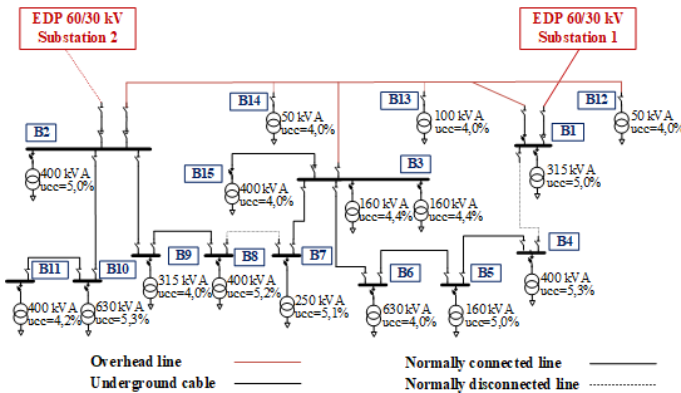 EDP 60/30 kV
Substation 2
EDP 60/30 kV
Substation 1
B14
50 kVA
ucc=4,0%
B13
100 kVA
ucc=4,0%
B12
50 kVA
ucc=4,0%
B2
400 kVA
ucc=5,0%
B1
315 kVA
ucc=5,0%
B15
400 kVA
ucc=4,0%
B3
160 kVA
ucc=4,4%
160 kVA
ucc=4,4%
B11
400 kVA
ucc=4,2%
B10
630 kVA
ucc=5,3%
B9
315 kVA
ucc=4,0%
B8
400 kVA
ucc=5,2%
B7
250 kVA
ucc=5,1%
B6
630 kVA
ucc=4,0%
B5
160 kVA
ucc=5,0%
B4
400 kVA
ucc=5,3%
Overhead line
Underground cable
Normally connected line
Normally disconnected line